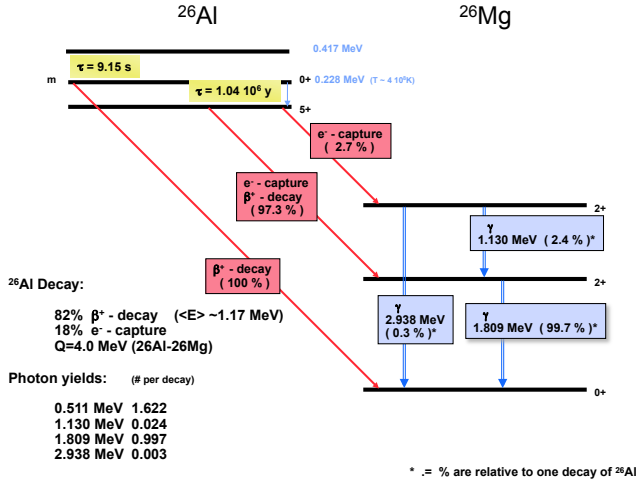 ²⁶Al
²⁶Mg
0.417 MeV
τ = 9.15 s
m
0+
0.228 MeV (T ~ 4 10⁸K)
τ = 1.04 10⁶ y
5+
e⁻ - capture
( 2.7 % )
e⁻ - capture
β⁺ - decay
( 97.3 % )
2+
γ
1.130 MeV ( 2.4 % )*
β⁺ - decay
( 100 % )
2+
γ
2.938 MeV
( 0.3 % )*
γ
1.809 MeV ( 99.7 % )*
0+
²⁶Al Decay:
82% β⁺ - decay (<E> ~1.17 MeV)
18% e⁻ - capture
Q=4.0 MeV (26Al-26Mg)
Photon yields: (# per decay)
0.511 MeV 1.622
1.130 MeV 0.024
1.809 MeV 0.997
2.938 MeV 0.003
* .= % are relative to one decay of ²⁶Al